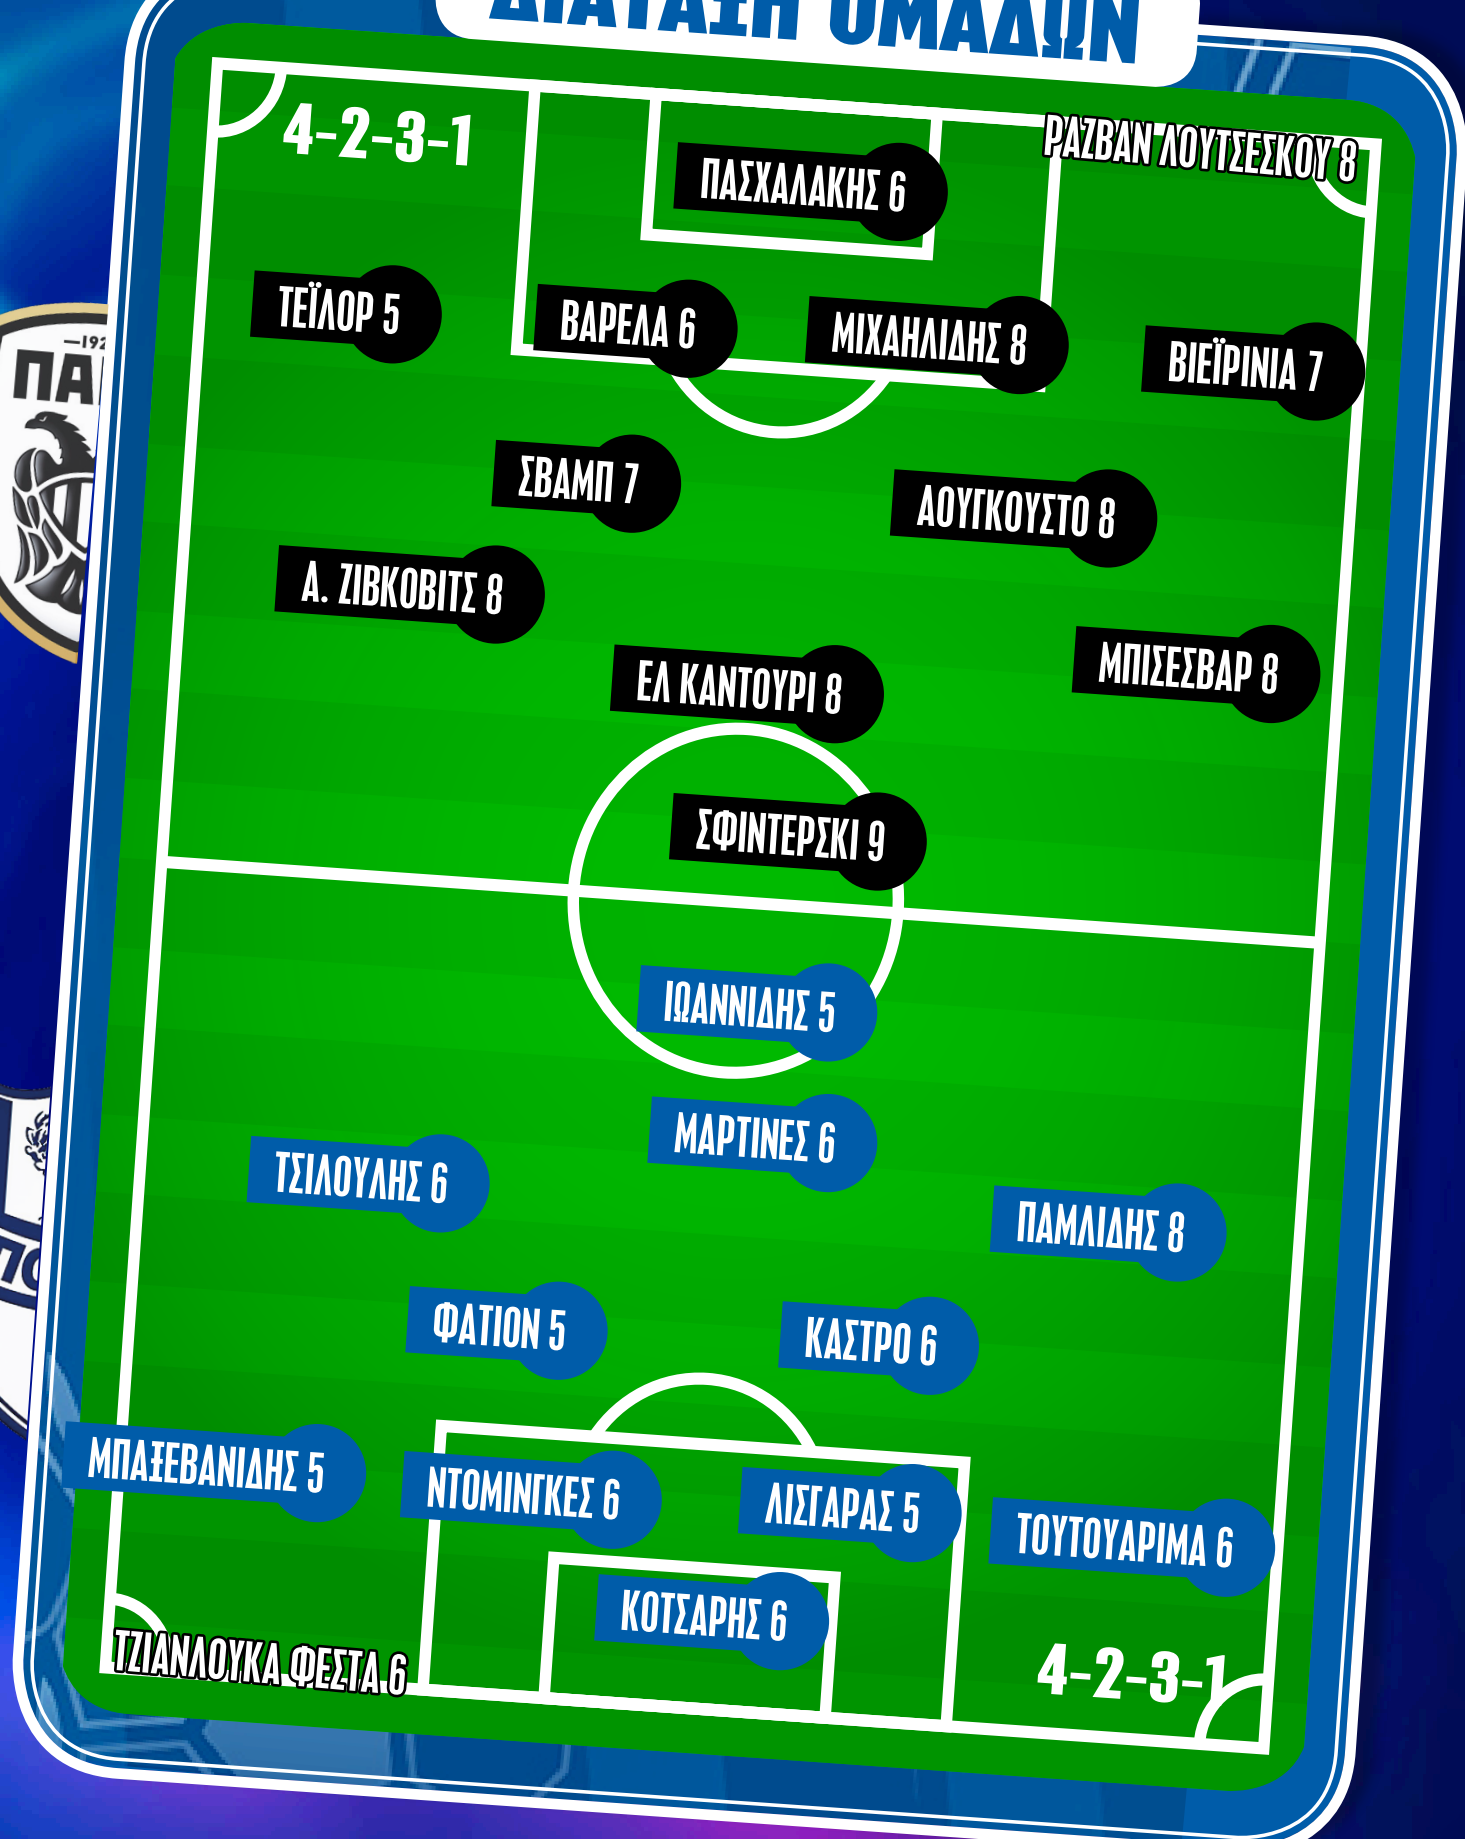 ΔΙΑΤΑΞΗ ΟΜΑΔΩΝ
4-2-3-1
ΡΑΖΒΑΝ ΛΟΥΤΣΕΣΚΟΥ 8
ΠΑΣΧΑΛΑΚΗΣ 6
ΤΕΪΛΟΡ 5
ΒΑΡΕΛΑ 6
ΜΙΧΑΗΛΙΔΗΣ 8
ΒΙΕΪΡΙΝΙΑ 7
ΣΒΑΜΠ 7
ΑΟΥΓΚΟΥΣΤΟ 8
Α. ΖΙΒΚΟΒΙΤΣ 8
ΕΛ ΚΑΝΤΟΥΡΙ 8
ΜΠΙΣΕΣΒΑΡ 8
ΣΦΙΝΤΕΡΣΚΙ 9
ΙΩΑΝΝΙΔΗΣ 5
ΜΑΡΤΙΝΕΣ 6
ΤΣΙΛΟΥΛΗΣ 6
ΠΑΜΛΙΔΗΣ 8
ΦΑΤΙΟΝ 5
ΚΑΣΤΡΟ 6
ΜΠΑΞΕΒΑΝΙΔΗΣ 5
ΝΤΟΜΙΝΓΚΕΣ 6
ΛΙΣΓΑΡΑΣ 5
ΤΟΥΤΟΥΑΡΙΜΑ 6
ΚΟΤΣΑΡΗΣ 6
ΤΖΙΑΝΛΟΥΚΑ ΦΕΣΤΑ 6
4-2-3-1